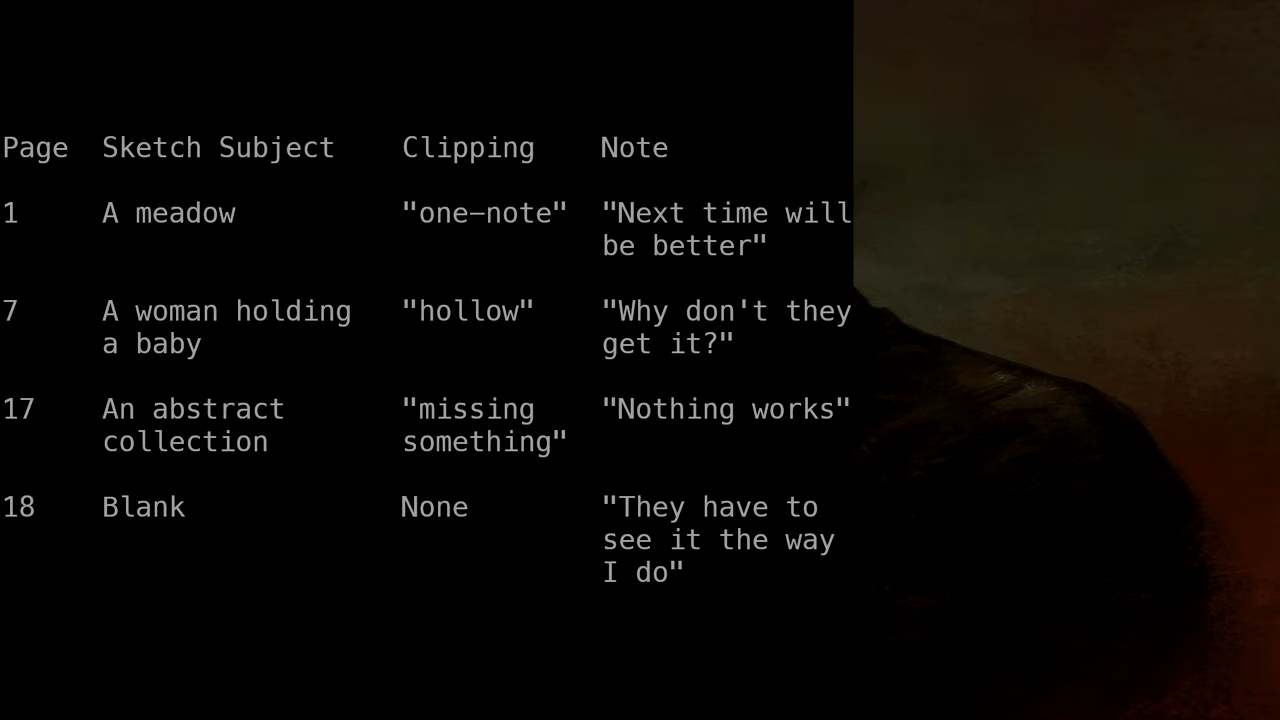 Page Sketch Subject Clipping Note
1 A meadow "one–note" "Next time will
be better"
7 A woman holding "hollow" "Why don't they
a baby get it?"
17 An abstract "missing "Nothing works"
collection something"
18 Blank None "They have to
see it the way
I do"